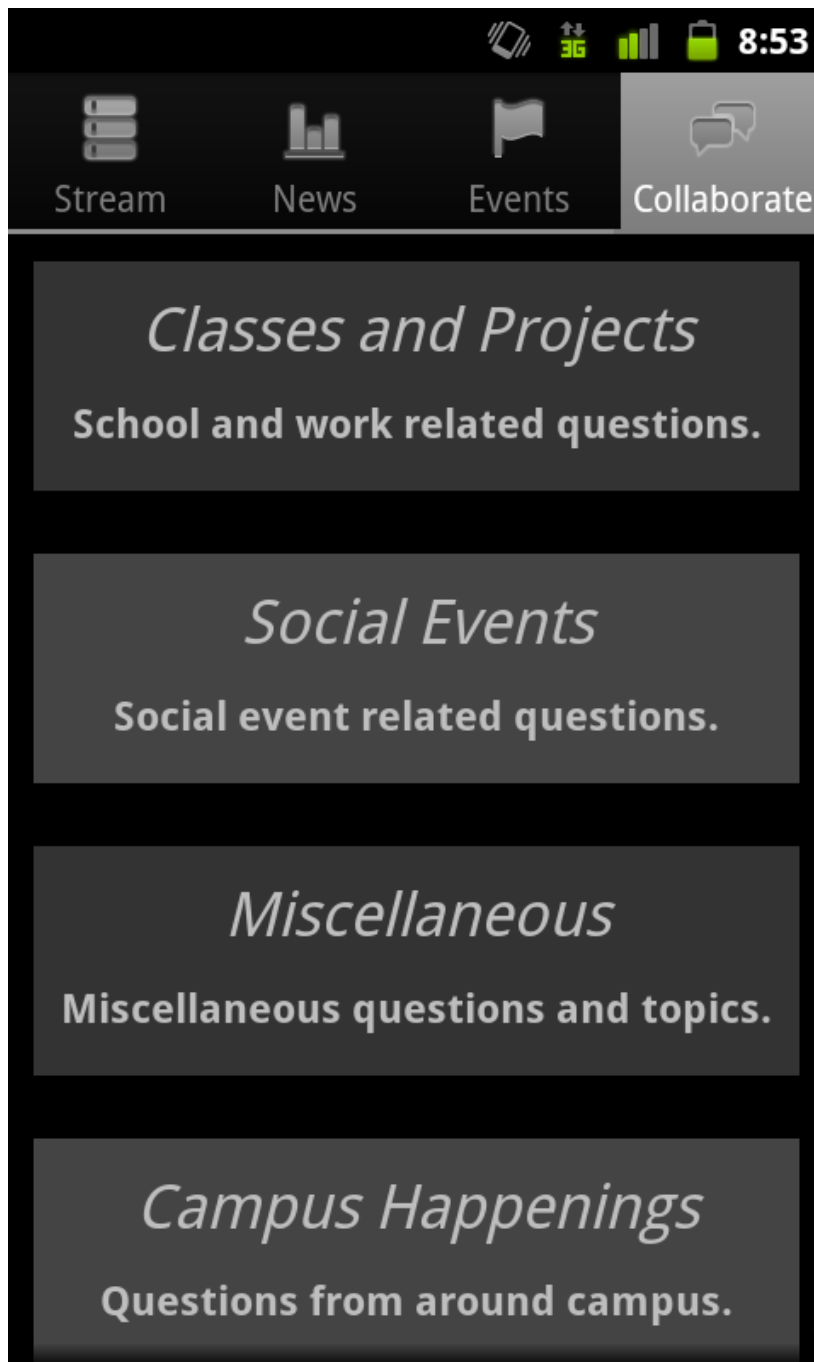 3G 8:53
Stream News Events Collaborate
Classes and Projects
School and work related questions.
Social Events
Social event related questions.
Miscellaneous
Miscellaneous questions and topics.
Campus Happenings
Questions from around campus.